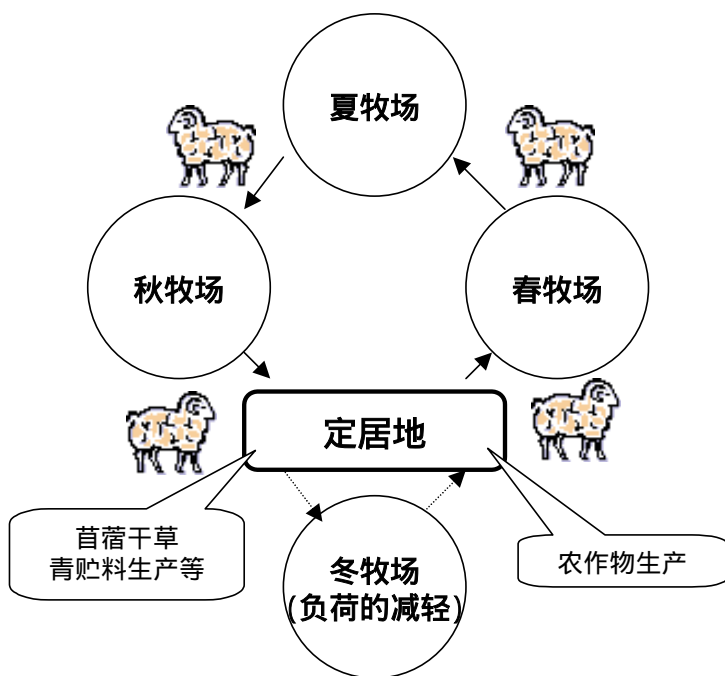 夏牧场
秋牧场
春牧场
定居地
苜蓿干草
青贮料生产等
农作物生产
冬牧场
(负荷的减轻)